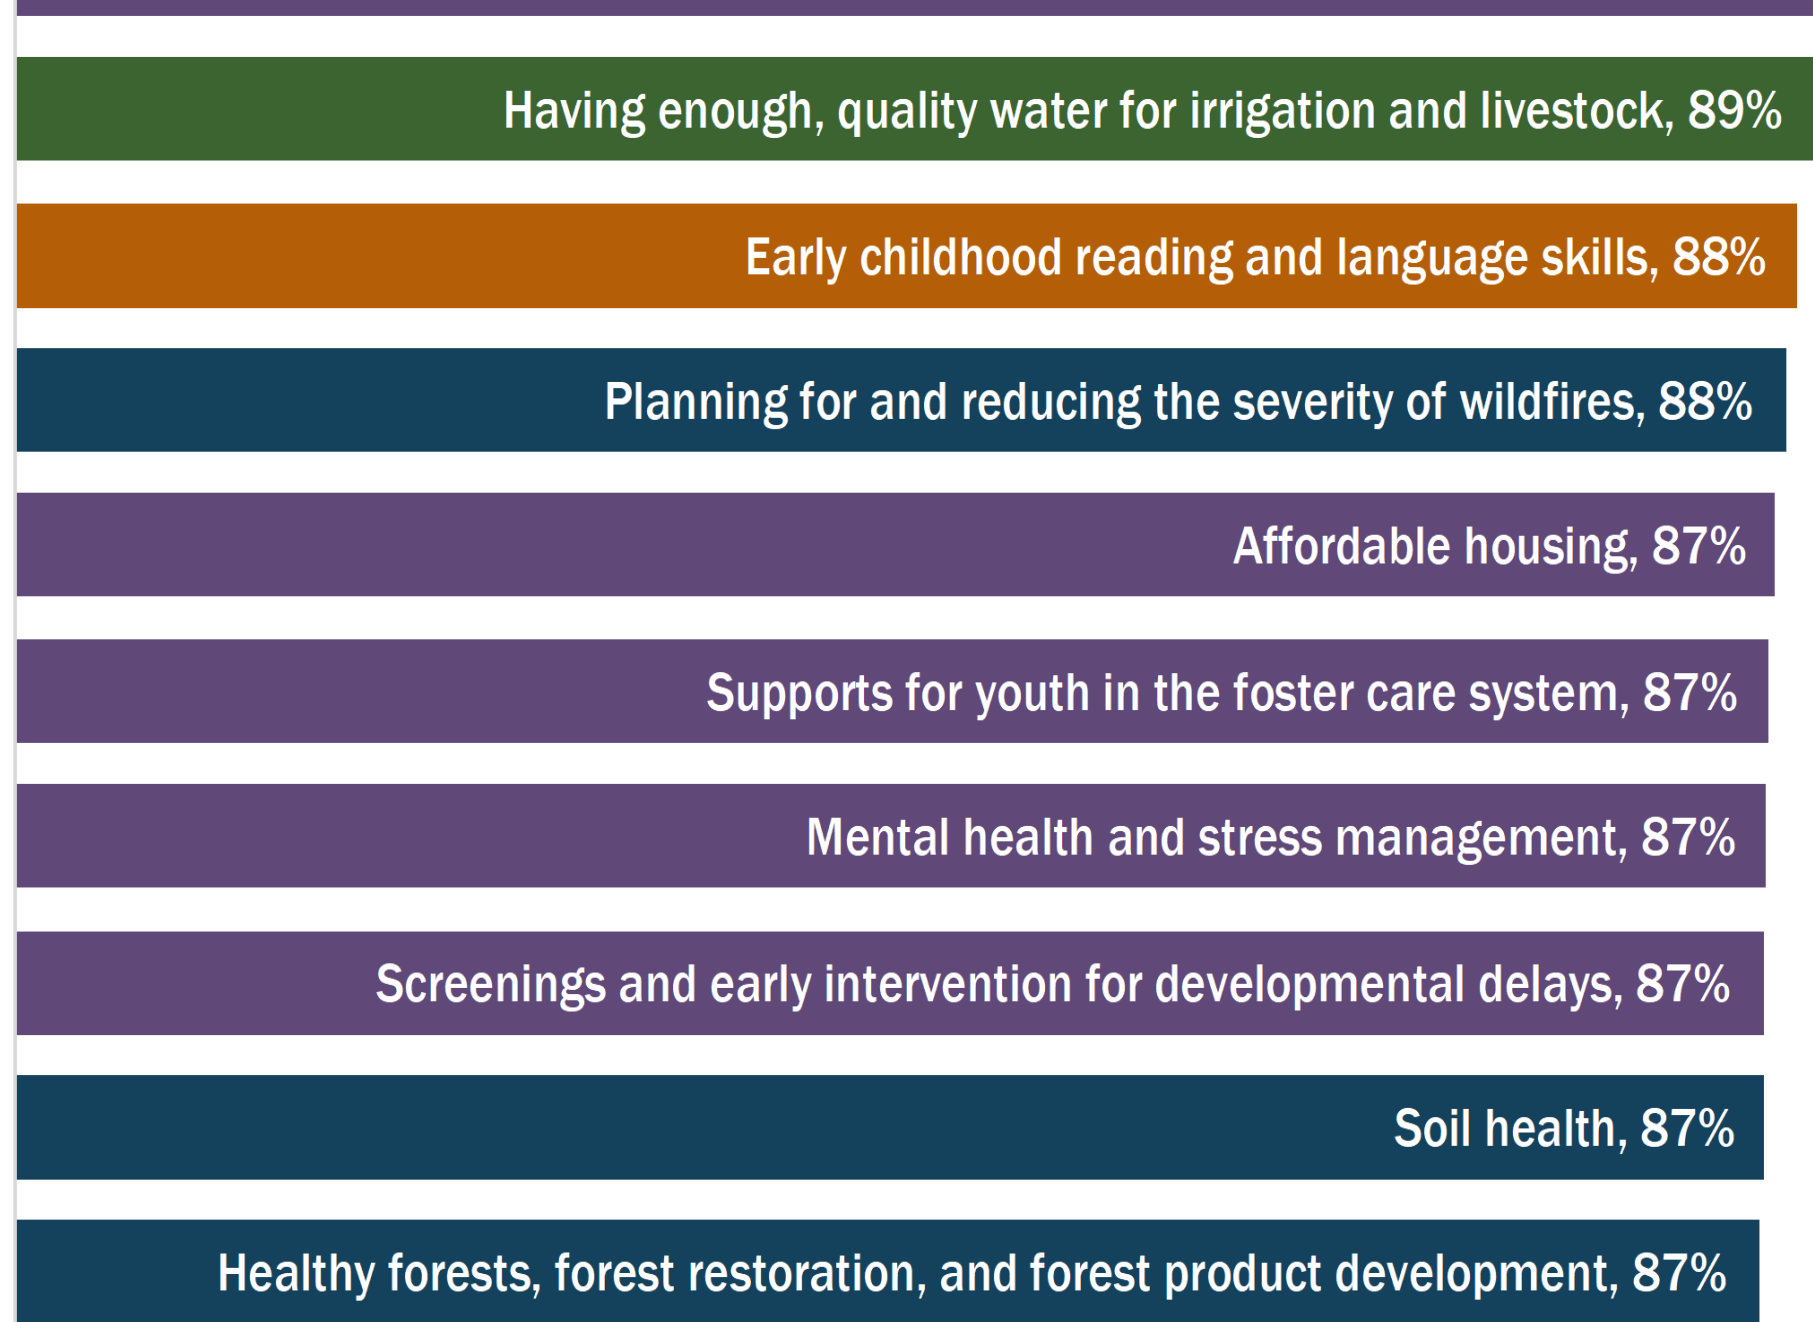 Having enough, quality water for irrigation and livestock, 89%
Early childhood reading and language skills, 88%
Planning for and reducing the severity of wildfires, 88%
Affordable housing, 87%
Supports for youth in the foster care system, 87%
Mental health and stress management, 87%
Screenings and early intervention for developmental delays, 87%
Soil health, 87%
Healthy forests, forest restoration, and forest product development, 87%